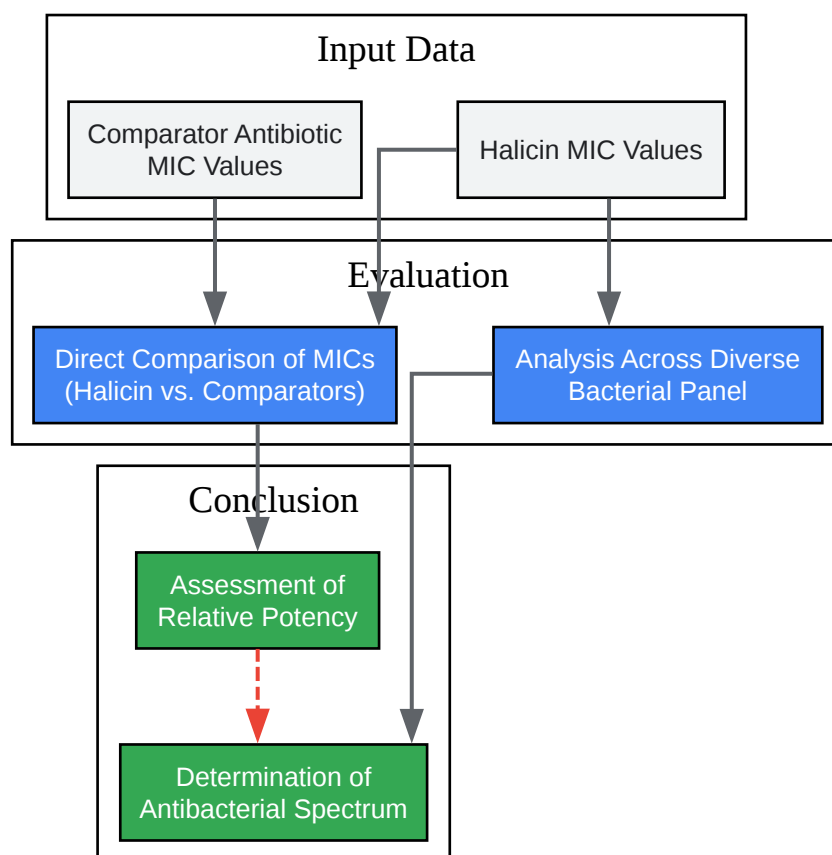 Input Data
Comparator Antibiotic
MIC Values
Halicin MIC Values
Evaluation
Direct Comparison of MICs
(Halicin vs. Comparators)
Analysis Across Diverse
Bacterial Panel
Conclusion
Assessment of
Relative Potency
Determination of
Antibacterial Spectrum